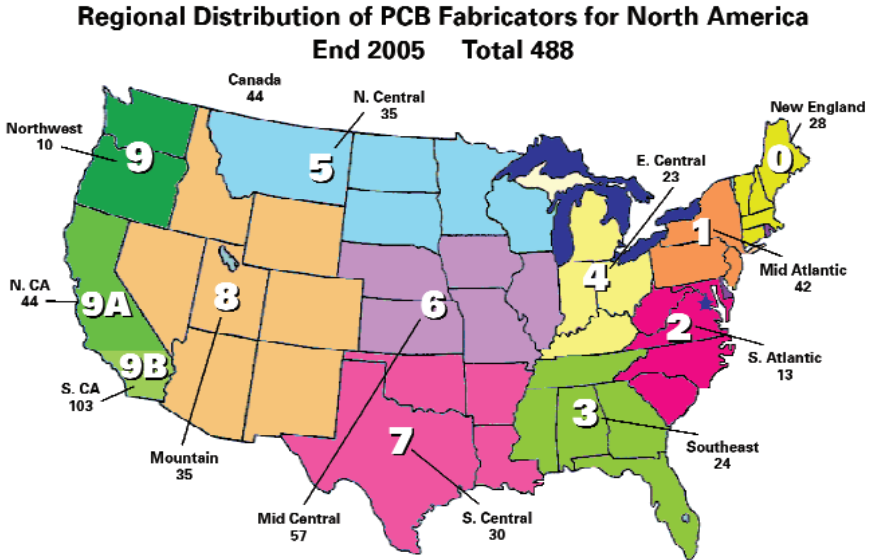 Regional Distribution of PCB Fabricators for North America
End 2005 Total 488
Canada
44
N. Central
35
New England
28
Northwest
10
E. Central
23
9
5
0
1
Mid Atlantic
42
N. CA
44
9A
8
6
4
2
S. Atlantic
13
9B
S. CA
103
3
7
Southeast
24
Mountain
35
Mid Central
57
S. Central
30